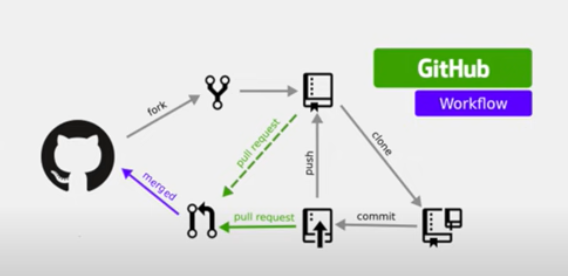 GitHub
Workflow
fork
clone
pull request
push
merged
pull request
commit